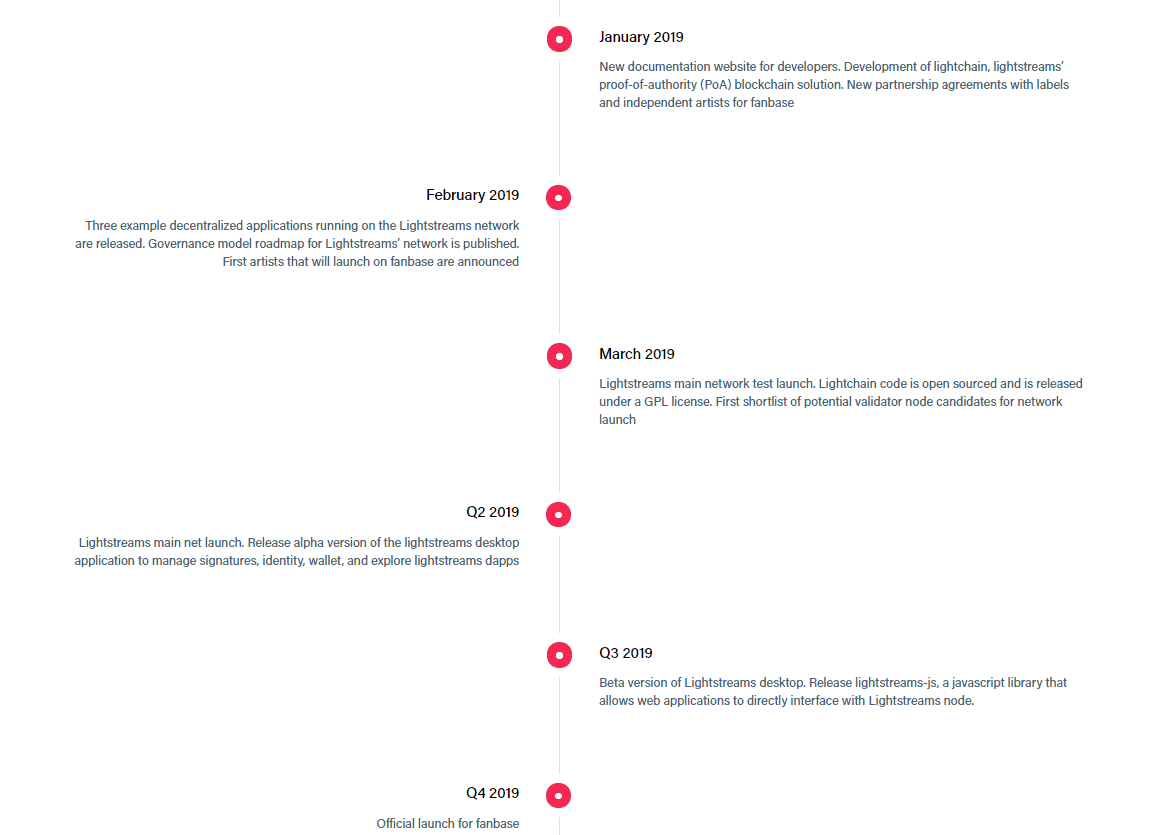 January 2019
New documentation website for developers. Development of lightchain, lightstreams’
proof-of-authority (PoA) blockchain solution. New partnership agreements with labels
and independent artists for fanbase
February 2019
Three example decentralized applications running on the Lightstreams network
are released. Governance model roadmap for Lightstreams’ network is published.
First artists that will launch on fanbase are announced
March 2019
Lightstreams main network test launch. Lightchain code is open sourced and is released
under a GPL license. First shortlist of potential validator node candidates for network
launch
Q2 2019
Lightstreams main net launch. Release alpha version of the lightstreams desktop
application to manage signatures, identity, wallet, and explore lightstreams dapps
Q3 2019
Beta version of Lightstreams desktop. Release lightstreams-js, a javascript library that
allows web applications to directly interface with Lightstreams node.
Q4 2019
Official launch for fanbase